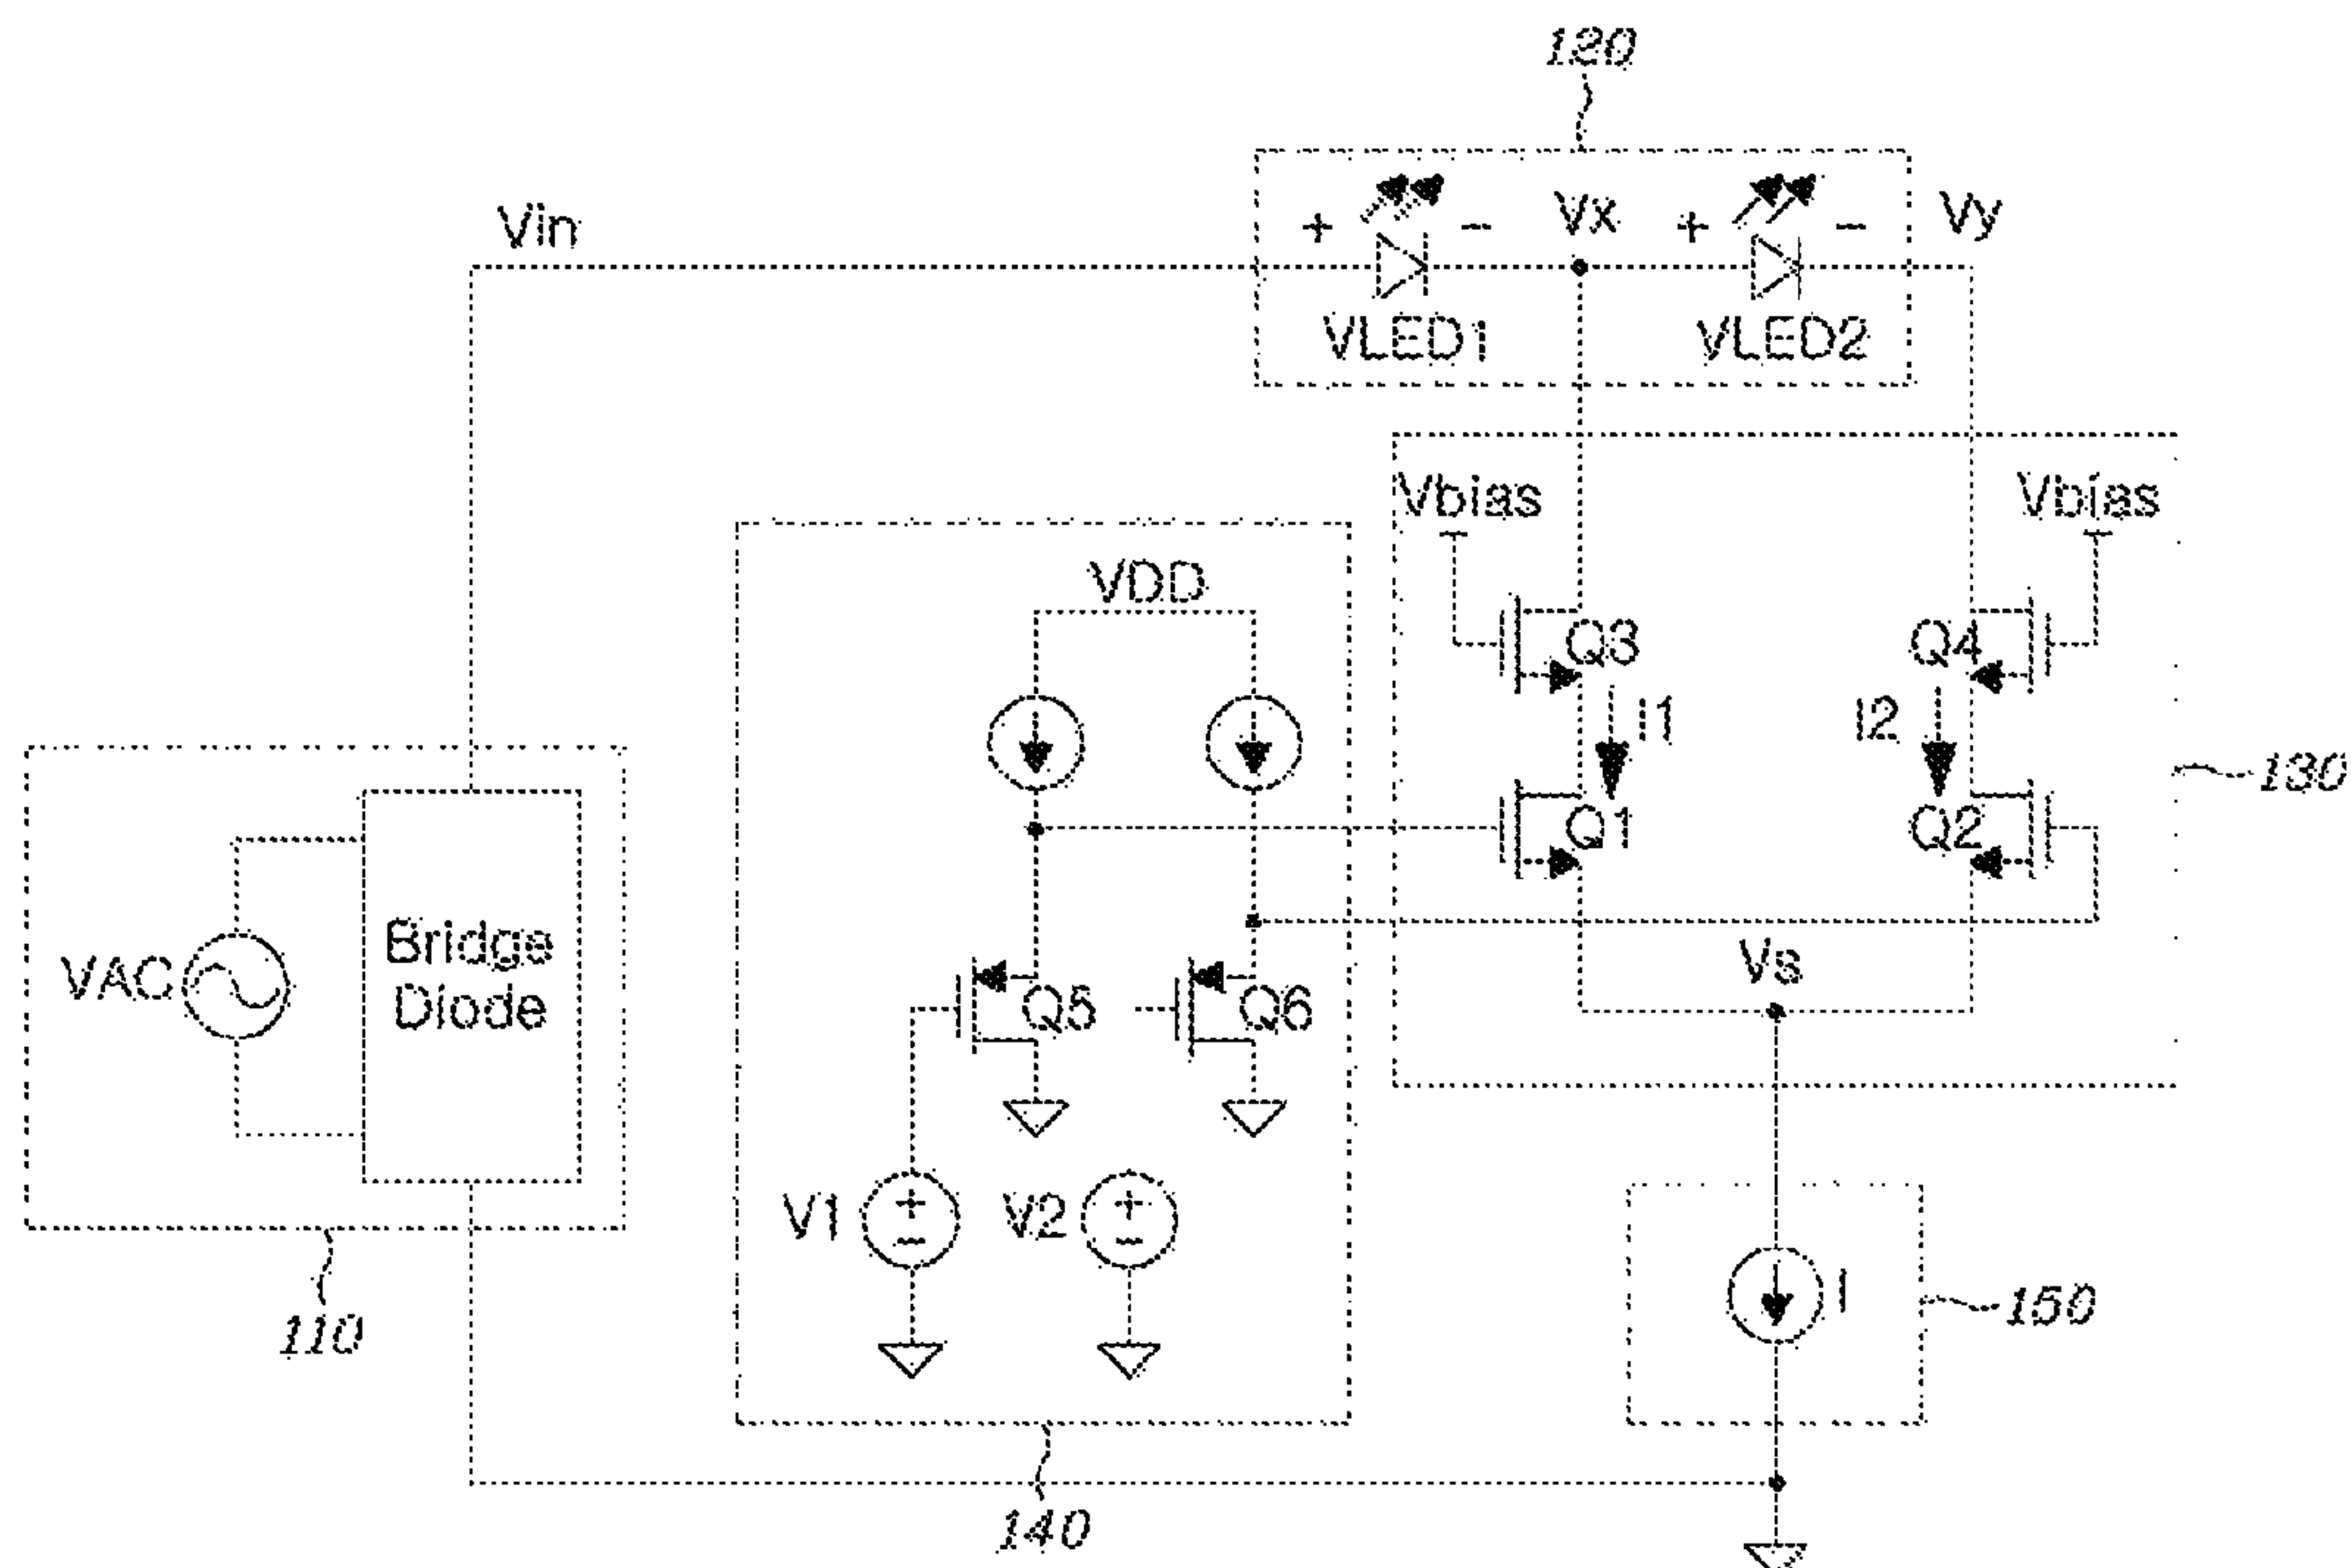 120
Vin
+
-
Vx
+
-
Vy
VLED1
VLED2
Vbias
Vbias
VDD
Q3
Q4
I1
I2
130
Q1
Q2
VAC
Bridge
Diode
Vs
Q5
Q6
V1
+
-
V2
+
-
I
150
110
140